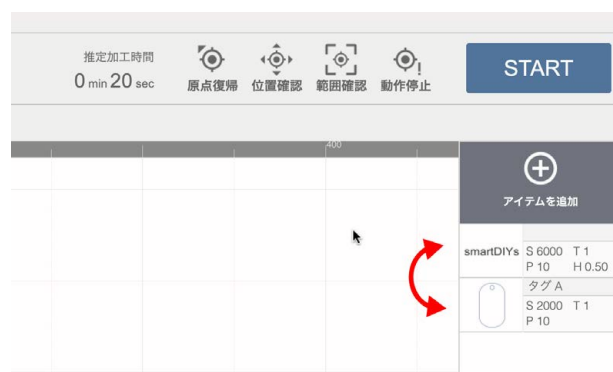 推定加工時間
0 min 20 sec
原点復帰
位置確認
範囲確認
動作停止
START
400
アイテムを追加
smartDIYs
S 6000 T 1
P 10 H 0.50
タグ A
S 2000 T 1
P 10